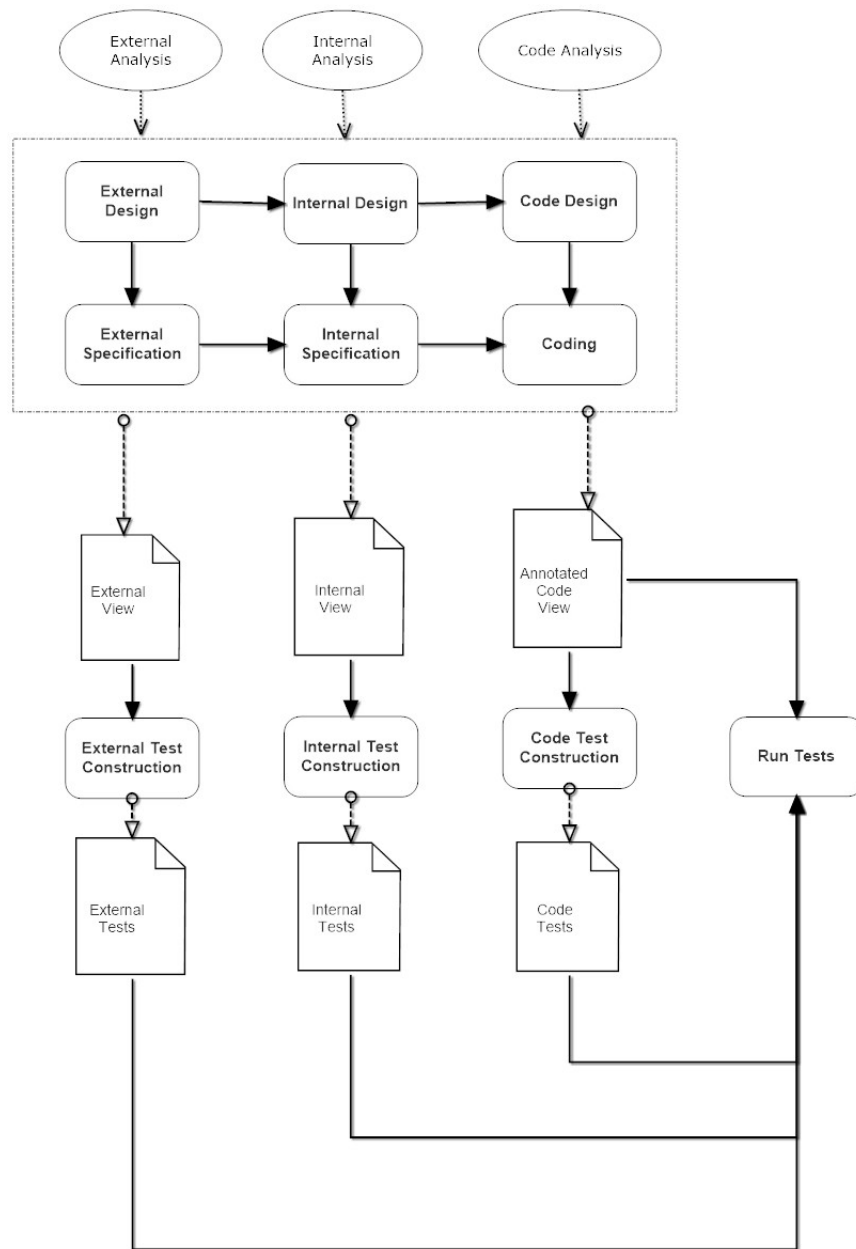 External
Analysis
Internal
Analysis
Code Analysis
External
Design
Internal Design
Code Design
External
Specification
Internal
Specification
Coding
External
View
Internal
View
Annotated
Code
View
External Test
Construction
Internal Test
Construction
Code Test
Construction
Run Tests
External
Tests
Internal
Tests
Code
Tests